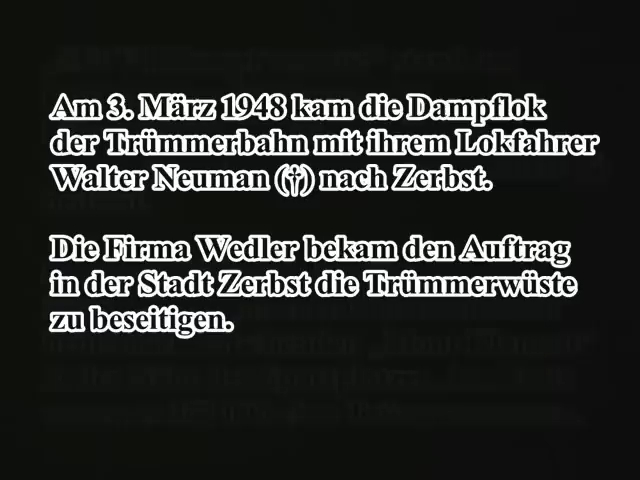 Am 3. März 1948 kam die Dampflok
der Trümmerbahn mit ihrem Lokfahrer
Walter Neuman (†) nach Zerbst.
Die Firma Wedler bekam den Auftrag
in der Stadt Zerbst die Trümmerwüste
zu beseitigen.